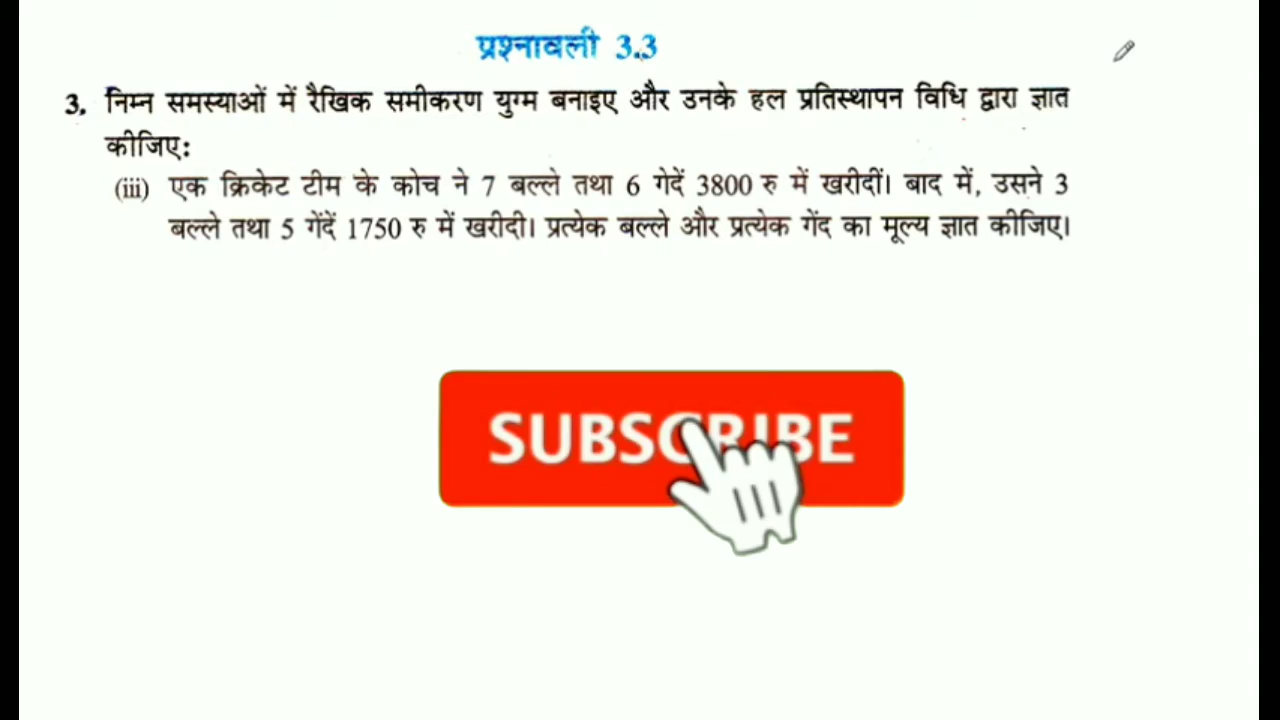 प्रश्नावली 3.3
3. निम्न समस्याओं में रैखिक समीकरण युग्म बनाइए और उनके हल प्रतिस्थापन विधि द्वारा ज्ञात
कीजिए:
(iii) एक क्रिकेट टीम के कोच ने 7 बल्ले तथा 6 गेदें 3800 रु में खरीदीं। बाद में, उसने 3
बल्ले तथा 5 गेंदें 1750 रु में खरीदी। प्रत्येक बल्ले और प्रत्येक गेंद का मूल्य ज्ञात कीजिए।
SUBSCRIBE